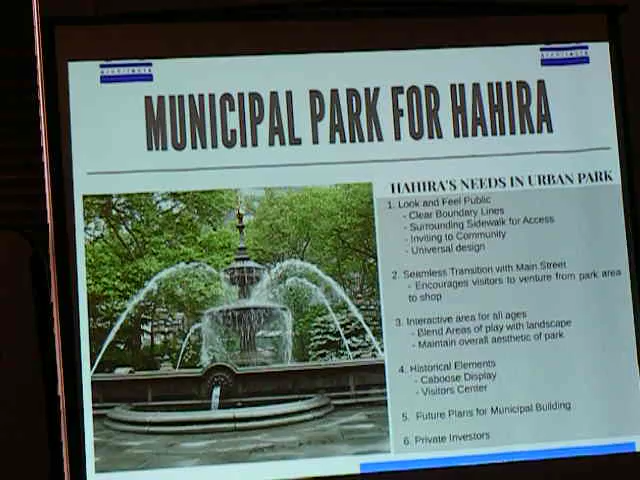 architects
architects
MUNICIPAL PARK FOR HAHIRA
HAHIRA'S NEEDS IN URBAN PARK
1. Look and Feel Public
- Clear Boundary Lines
- Surrounding Sidewalk for Access
- Inviting to Community
- Universal design
2. Seamless Transition with Main Street
- Encourages visitors to venture from park area
to shop
3. Interactive area for all ages
- Blend Areas of play with landscape
- Maintain overall aesthetic of park
4. Historical Elements
- Caboose Display
- Visitors Center
5. Future Plans for Municipal Building
6. Private Investors